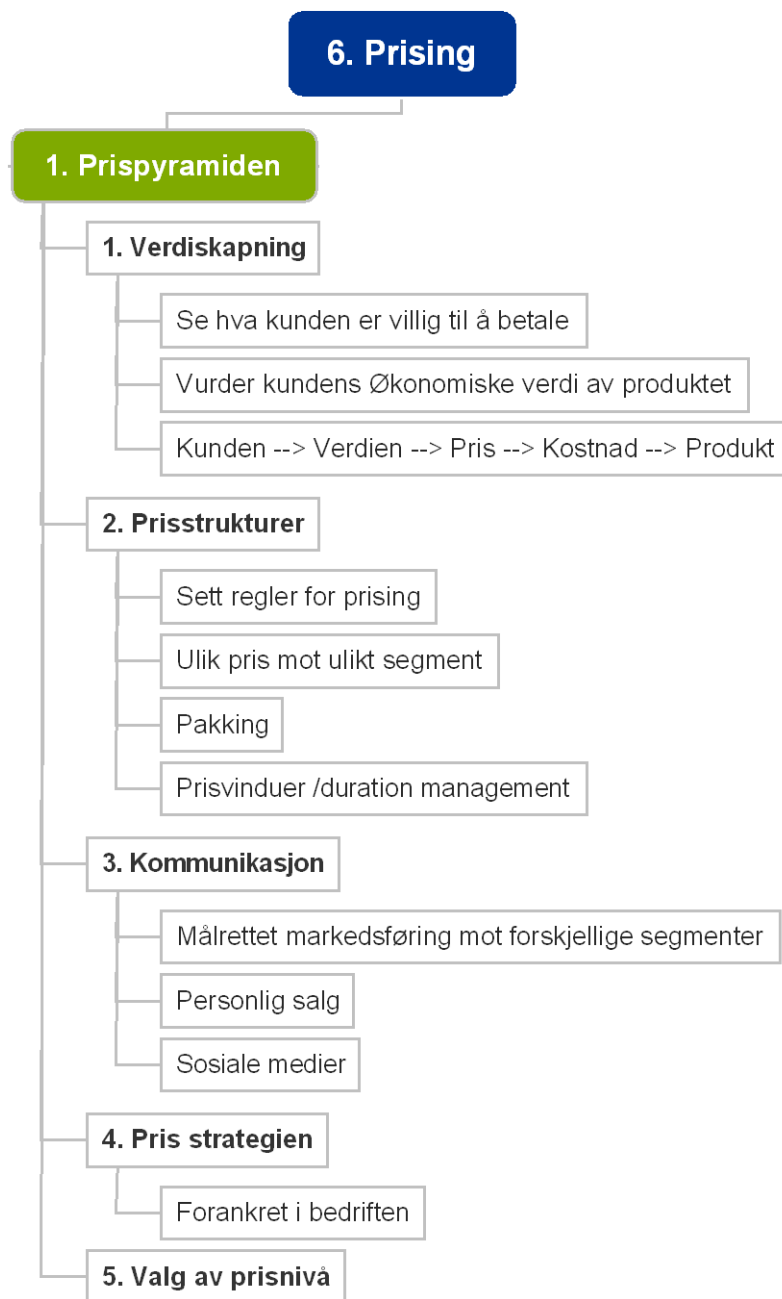 6. Prising
1. Prispyramiden
1. Verdiskapning
Se hva kunden er villig til å betale
Vurder kundens Økonomiske verdi av produktet
Kunden --> Verdien --> Pris --> Kostnad --> Produkt
2. Prisstrukturer
Sett regler for prising
Ulik pris mot ulikt segment
Pakking
Prisvinduer /duration management
3. Kommunikasjon
Målrettet markedsføring mot forskjellige segmenter
Personlig salg
Sosiale medier
4. Pris strategien
Forankret i bedriften
5. Valg av prisnivå